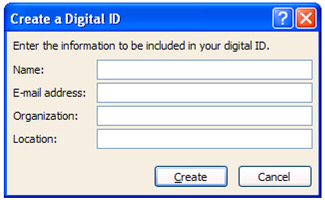 Create a Digital ID
Enter the information to be included in your digital ID.
Name:
E-mail address:
Organization:
Location:
Create Cancel